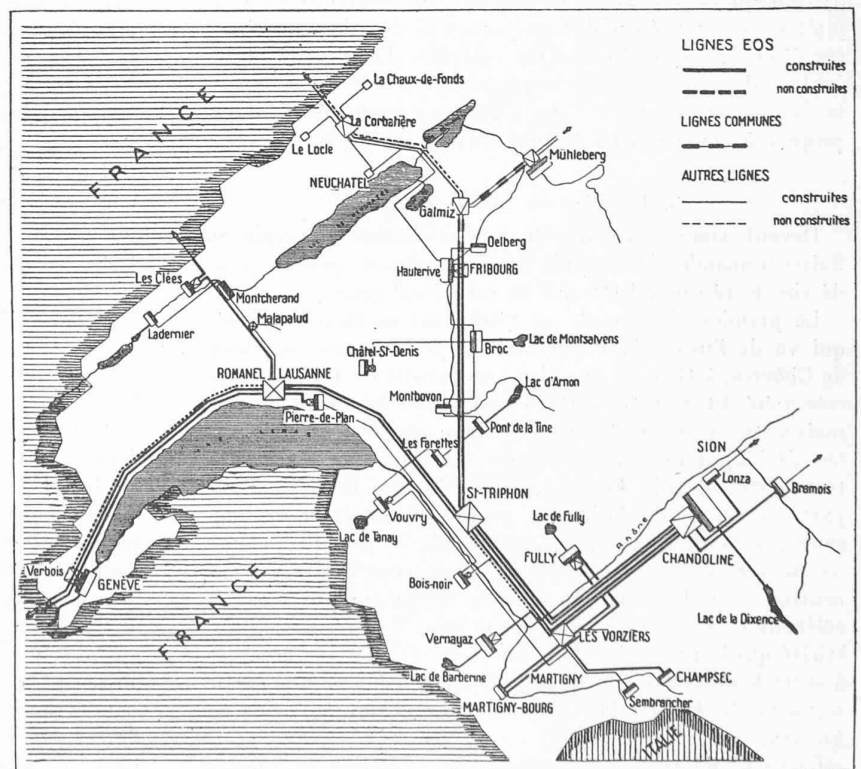 LIGNES EOS
construites
non construites
LIGNES COMMUNES
AUTRES LIGNES
construites
non construites
FRANCE
La Chaux-de-Fonds
La Corbatière
Le Locle
NEUCHATEL
Mühleberg
Galmiz
Oelberg
Hauterive
FRIBOURG
Les Clées
Montcherand
Malapalud
Ladernier
Châtel-St-Denis
Broc
Lac de Montsalvens
ROMANEL LAUSANNE
Pierre-de-Plan
Montbovon
Lac d'Arnon
Pont de la Tine
Les Farettes
St-TRIPHON
Vouvry
Lac de Tanay
SION
Lonza
Bramois
Lac de Fully
FULLY
Rhône
CHANDOLINE
Verbois
GENÈVE
FRANCE
Bois-noir
Lac de la Dixence
Vernayaz
LES VORZIERS
Lac de Barberine
MARTIGNY
CHAMPSEC
MARTIGNY-BOURG
Sembrancher
ITALIE